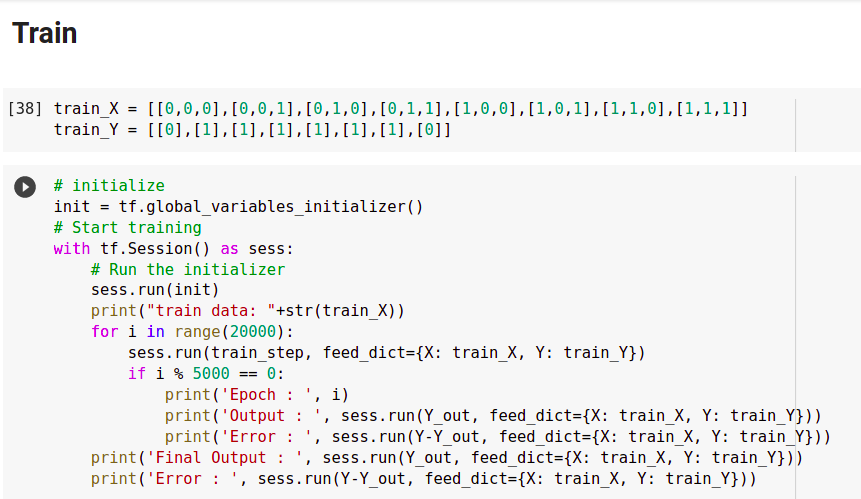 Train
[38] train_X = [[0,0,0],[0,0,1],[0,1,0],[0,1,1],[1,0,0],[1,0,1],[1,1,0],[1,1,1]]
train_Y = [[0],[1],[1],[1],[1],[1],[1],[0]]
# initialize
init = tf.global_variables_initializer()
# Start training
with tf.Session() as sess:
    # Run the initializer
    sess.run(init)
    print("train data: "+str(train_X))
    for i in range(20000):
        sess.run(train_step, feed_dict={X: train_X, Y: train_Y})
        if i % 5000 == 0:
            print('Epoch : ', i)
            print('Output : ', sess.run(Y_out, feed_dict={X: train_X, Y: train_Y}))
            print('Error : ', sess.run(Y-Y_out, feed_dict={X: train_X, Y: train_Y}))
    print('Final Output : ', sess.run(Y_out, feed_dict={X: train_X, Y: train_Y}))
    print('Error : ', sess.run(Y-Y_out, feed_dict={X: train_X, Y: train_Y}))